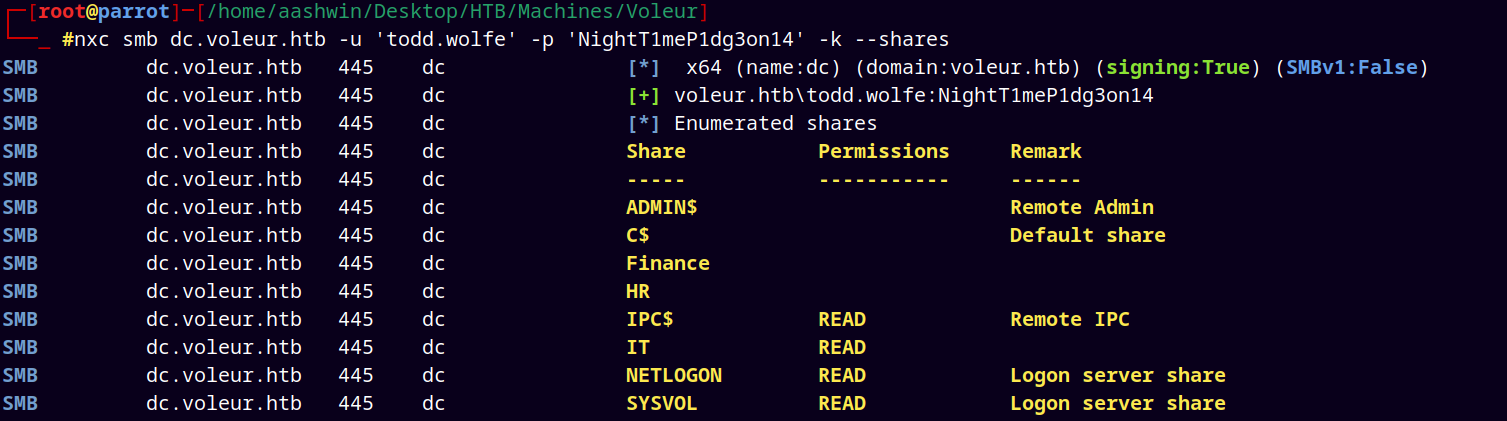 [root@parrot]─[/home/aashwin/Desktop/HTB/Machines/Voleur]
#nxc smb dc.voleur.htb -u 'todd.wolfe' -p 'NightT1meP1dg3on14' -k --shares
SMB dc.voleur.htb 445 dc [*] x64 (name:dc) (domain:voleur.htb) (signing:True) (SMBv1:False)
SMB dc.voleur.htb 445 dc [+] voleur.htb\todd.wolfe:NightT1meP1dg3on14
SMB dc.voleur.htb 445 dc [*] Enumerated shares
SMB dc.voleur.htb 445 dc Share Permissions Remark
SMB dc.voleur.htb 445 dc ----- ----------- ------
SMB dc.voleur.htb 445 dc ADMIN$ Remote Admin
SMB dc.voleur.htb 445 dc C$ Default share
SMB dc.voleur.htb 445 dc Finance
SMB dc.voleur.htb 445 dc HR
SMB dc.voleur.htb 445 dc IPC$ READ Remote IPC
SMB dc.voleur.htb 445 dc IT READ
SMB dc.voleur.htb 445 dc NETLOGON READ Logon server share
SMB dc.voleur.htb 445 dc SYSVOL READ Logon server share